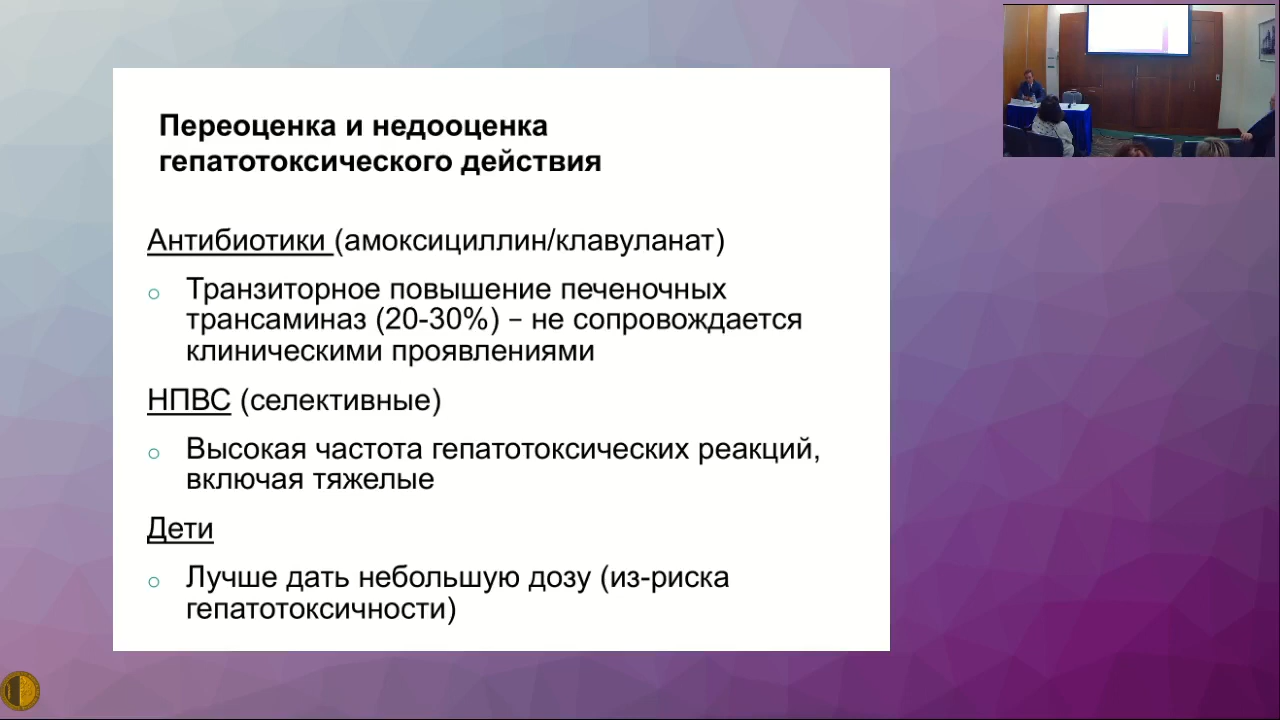 Переоценка и недооценка
гепатотоксического действия
Антибиотики (амоксициллин/клавуланат)
Транзиторное повышение печеночных
трансаминаз (20-30%) – не сопровождается
клиническими проявлениями
НПВС (селективные)
Высокая частота гепатотоксических реакций,
включая тяжелые
Дети
Лучше дать небольшую дозу (из-риска
гепатотоксичности)